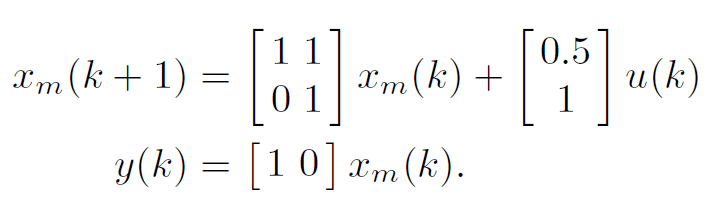 x_m(k + 1) = [1 1; 0 1] x_m(k) + [0.5; 1] u(k)
y(k) = [1 0] x_m(k).